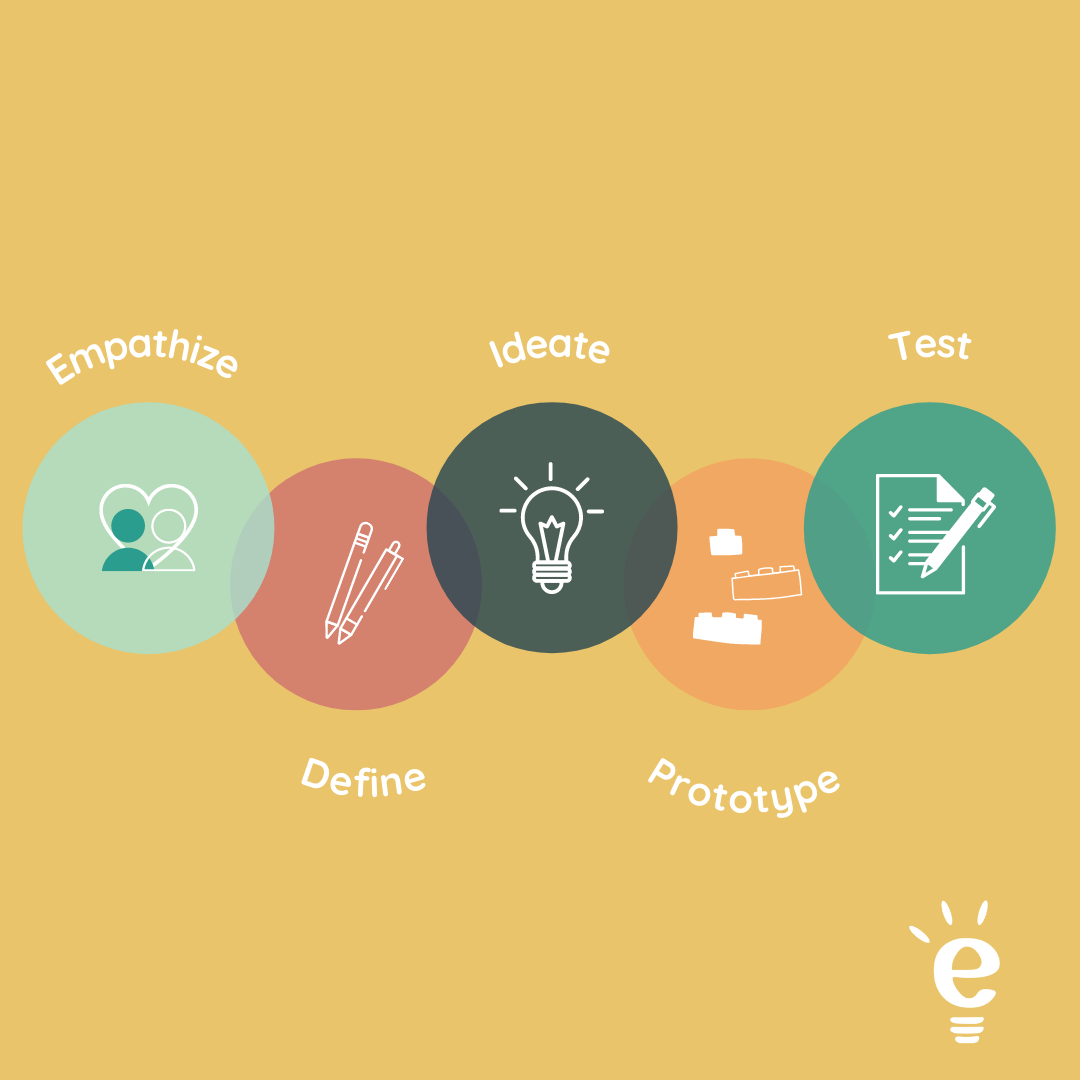 Empathize
Define
Ideate
Prototype
Test
e